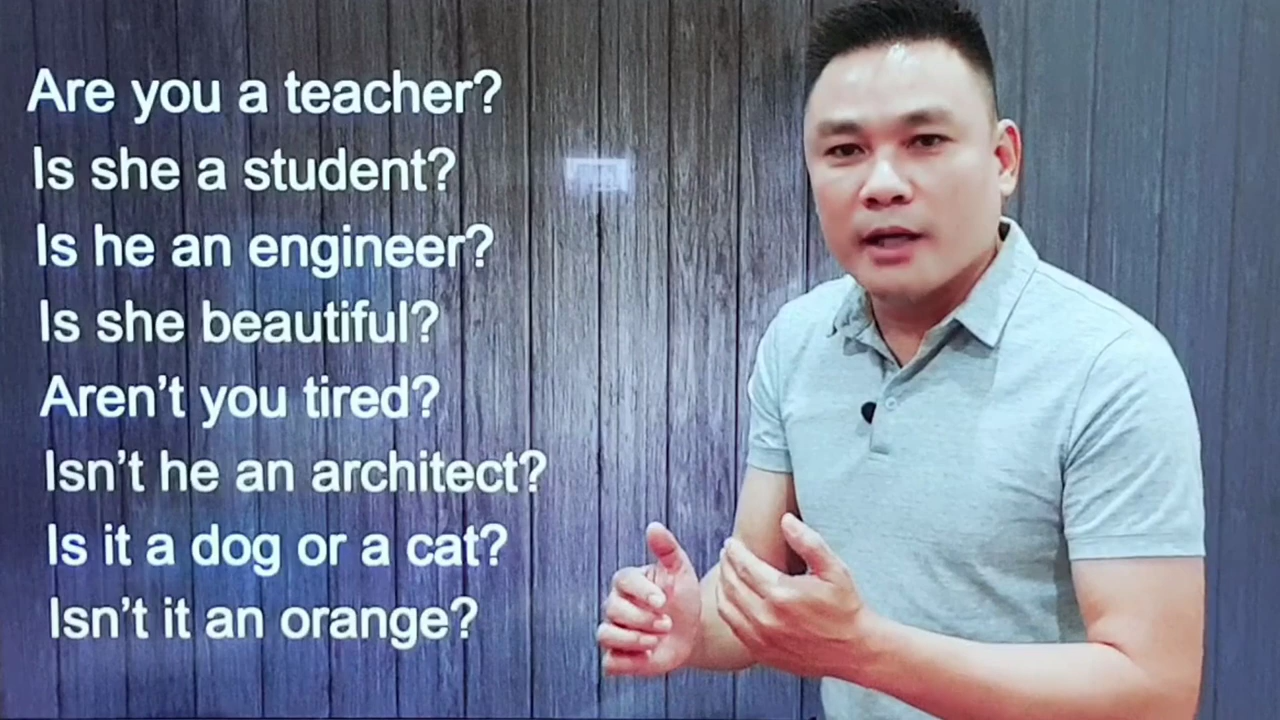 Are you a teacher?
Is she a student?
Is he an engineer?
Is she beautiful?
Aren’t you tired?
Isn’t he an architect?
Is it a dog or a cat?
Isn’t it an orange?